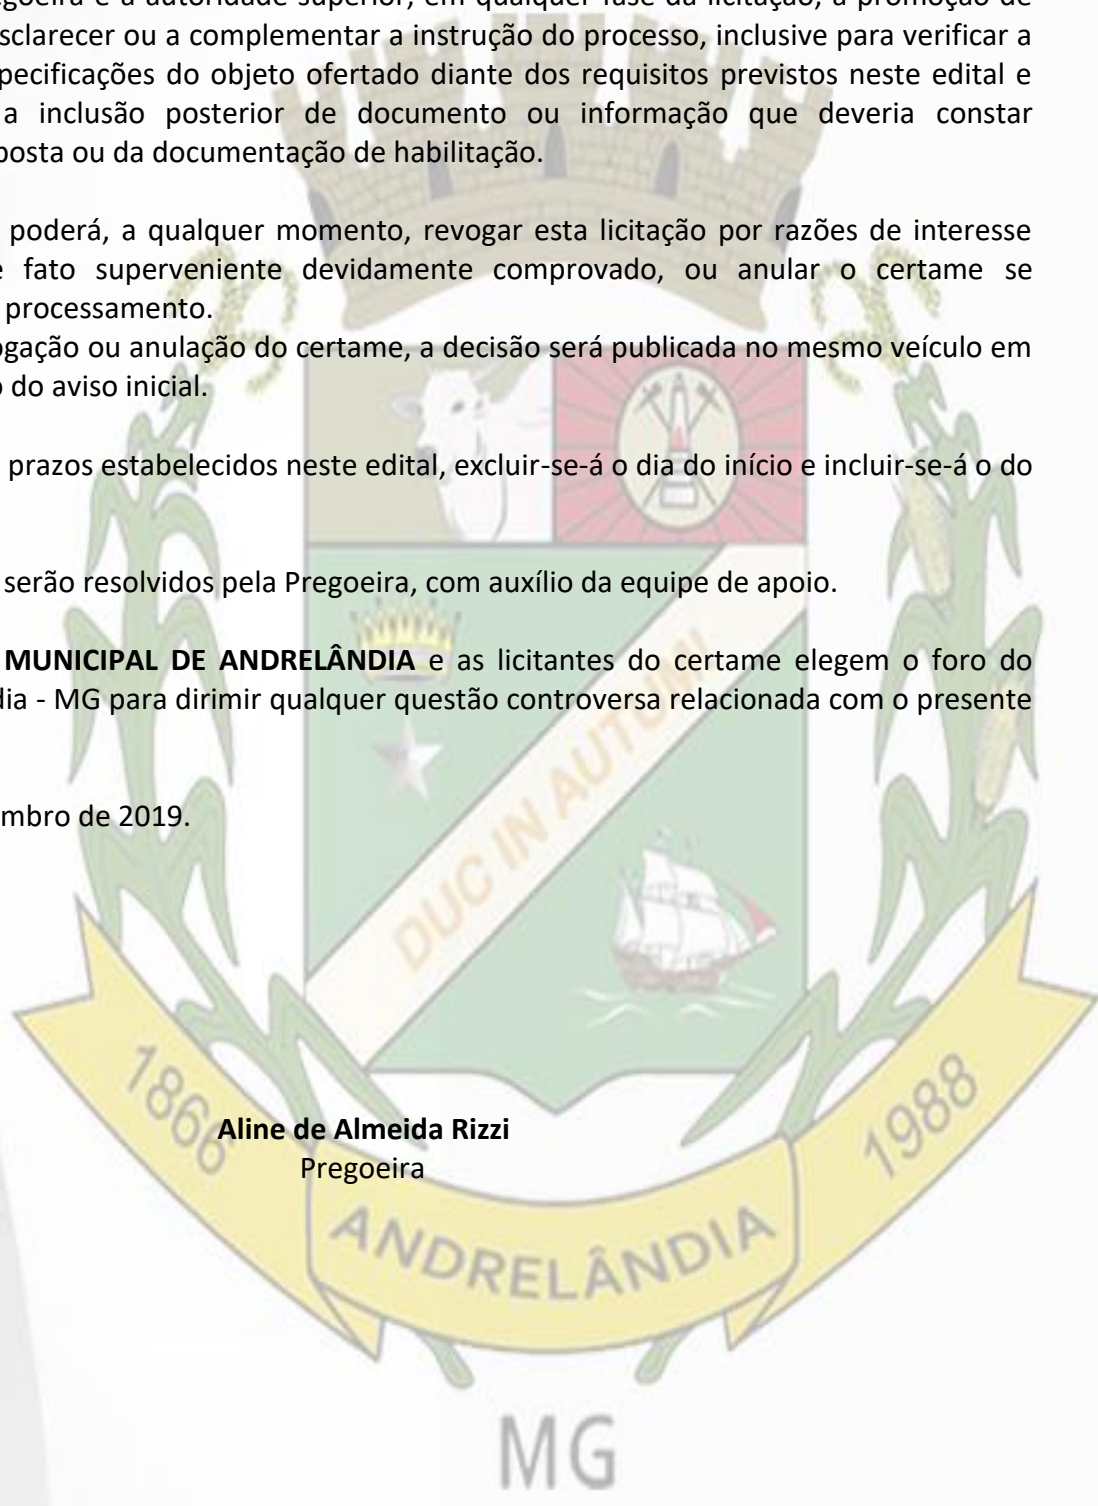 egoeira e à autoridade superior, em qualquer fase da licitação, a promoção de
sclarecer ou a complementar a instrução do processo, inclusive para verificar a
pecificações do objeto ofertado diante dos requisitos previstos neste edital e
a inclusão posterior de documento ou informação que deveria constar
posta ou da documentação de habilitação.
poderá, a qualquer momento, revogar esta licitação por razões de interesse
e fato superveniente devidamente comprovado, ou anular o certame se
processamento.
ogação ou anulação do certame, a decisão será publicada no mesmo veículo em
o do aviso inicial.
prazos estabelecidos neste edital, excluir-se-á o dia do início e incluir-se-á o do
serão resolvidos pela Pregoeira, com auxílio da equipe de apoio.
MUNICIPAL DE ANDRELÂNDIA e as licitantes do certame elegem o foro do
dia - MG para dirimir qualquer questão controversa relacionada com o presente
mbro de 2019.
DUC IN AUTUM!
Aline de Almeida Rizzi
Pregoeira
1866
1988
ANDRELÂNDIA
MG